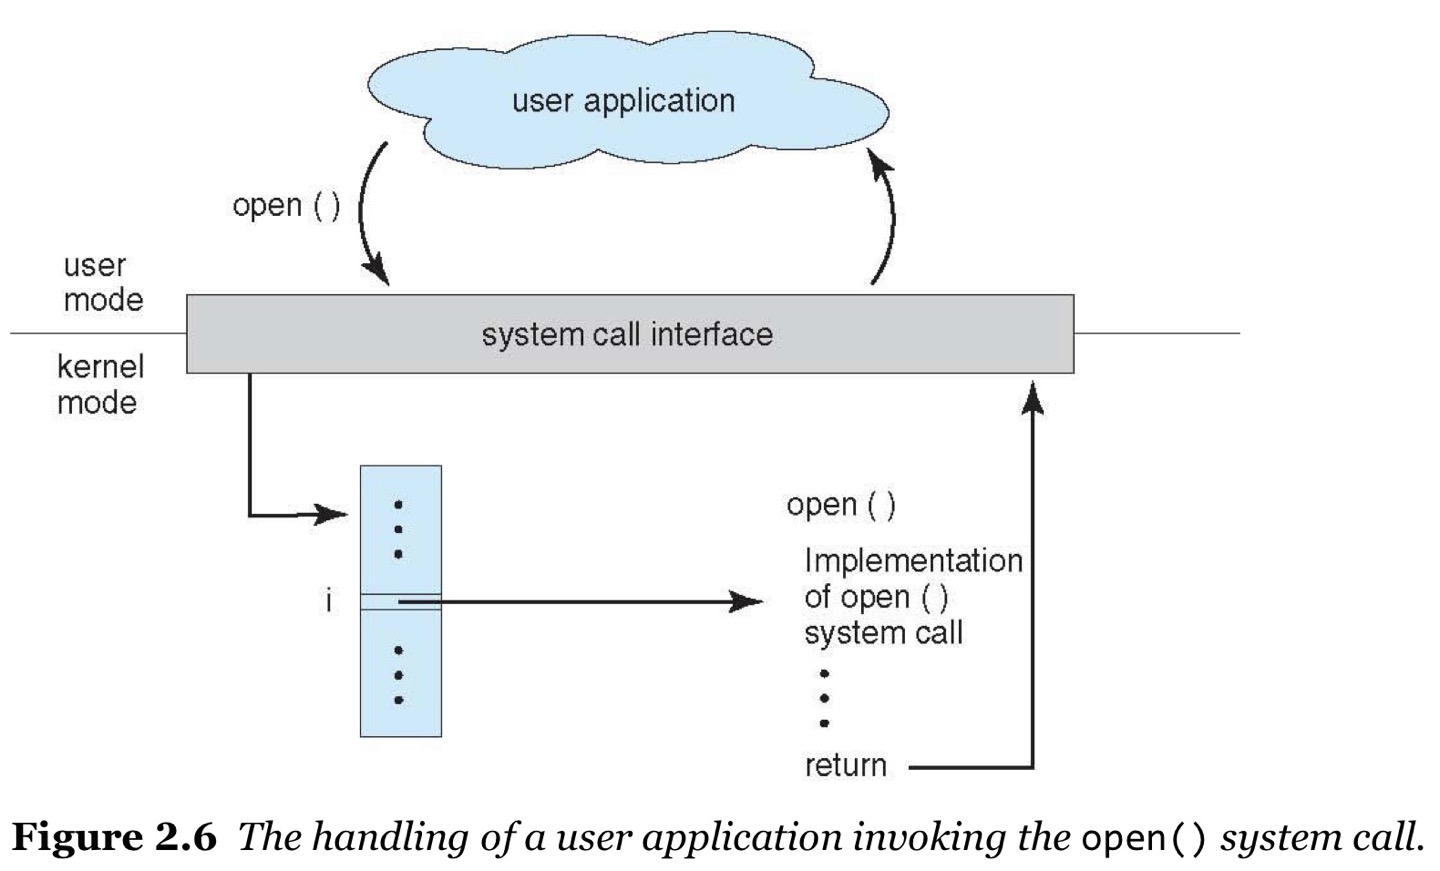 user application
open ( )
user
mode
system call interface
kernel
mode
open ( )
Implementation
of open ( )
system call
i
return
Figure 2.6 The handling of a user application invoking the open() system call.